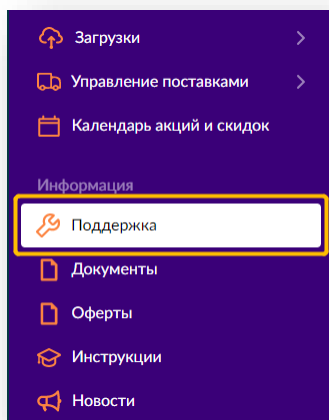 Загрузки
Управление поставками
Календарь акций и скидок
Информация
Поддержка
Документы
Оферты
Инструкции
Новости